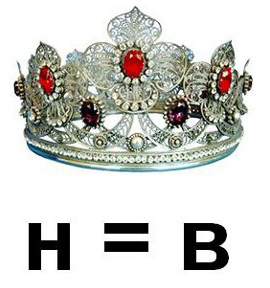 H = B